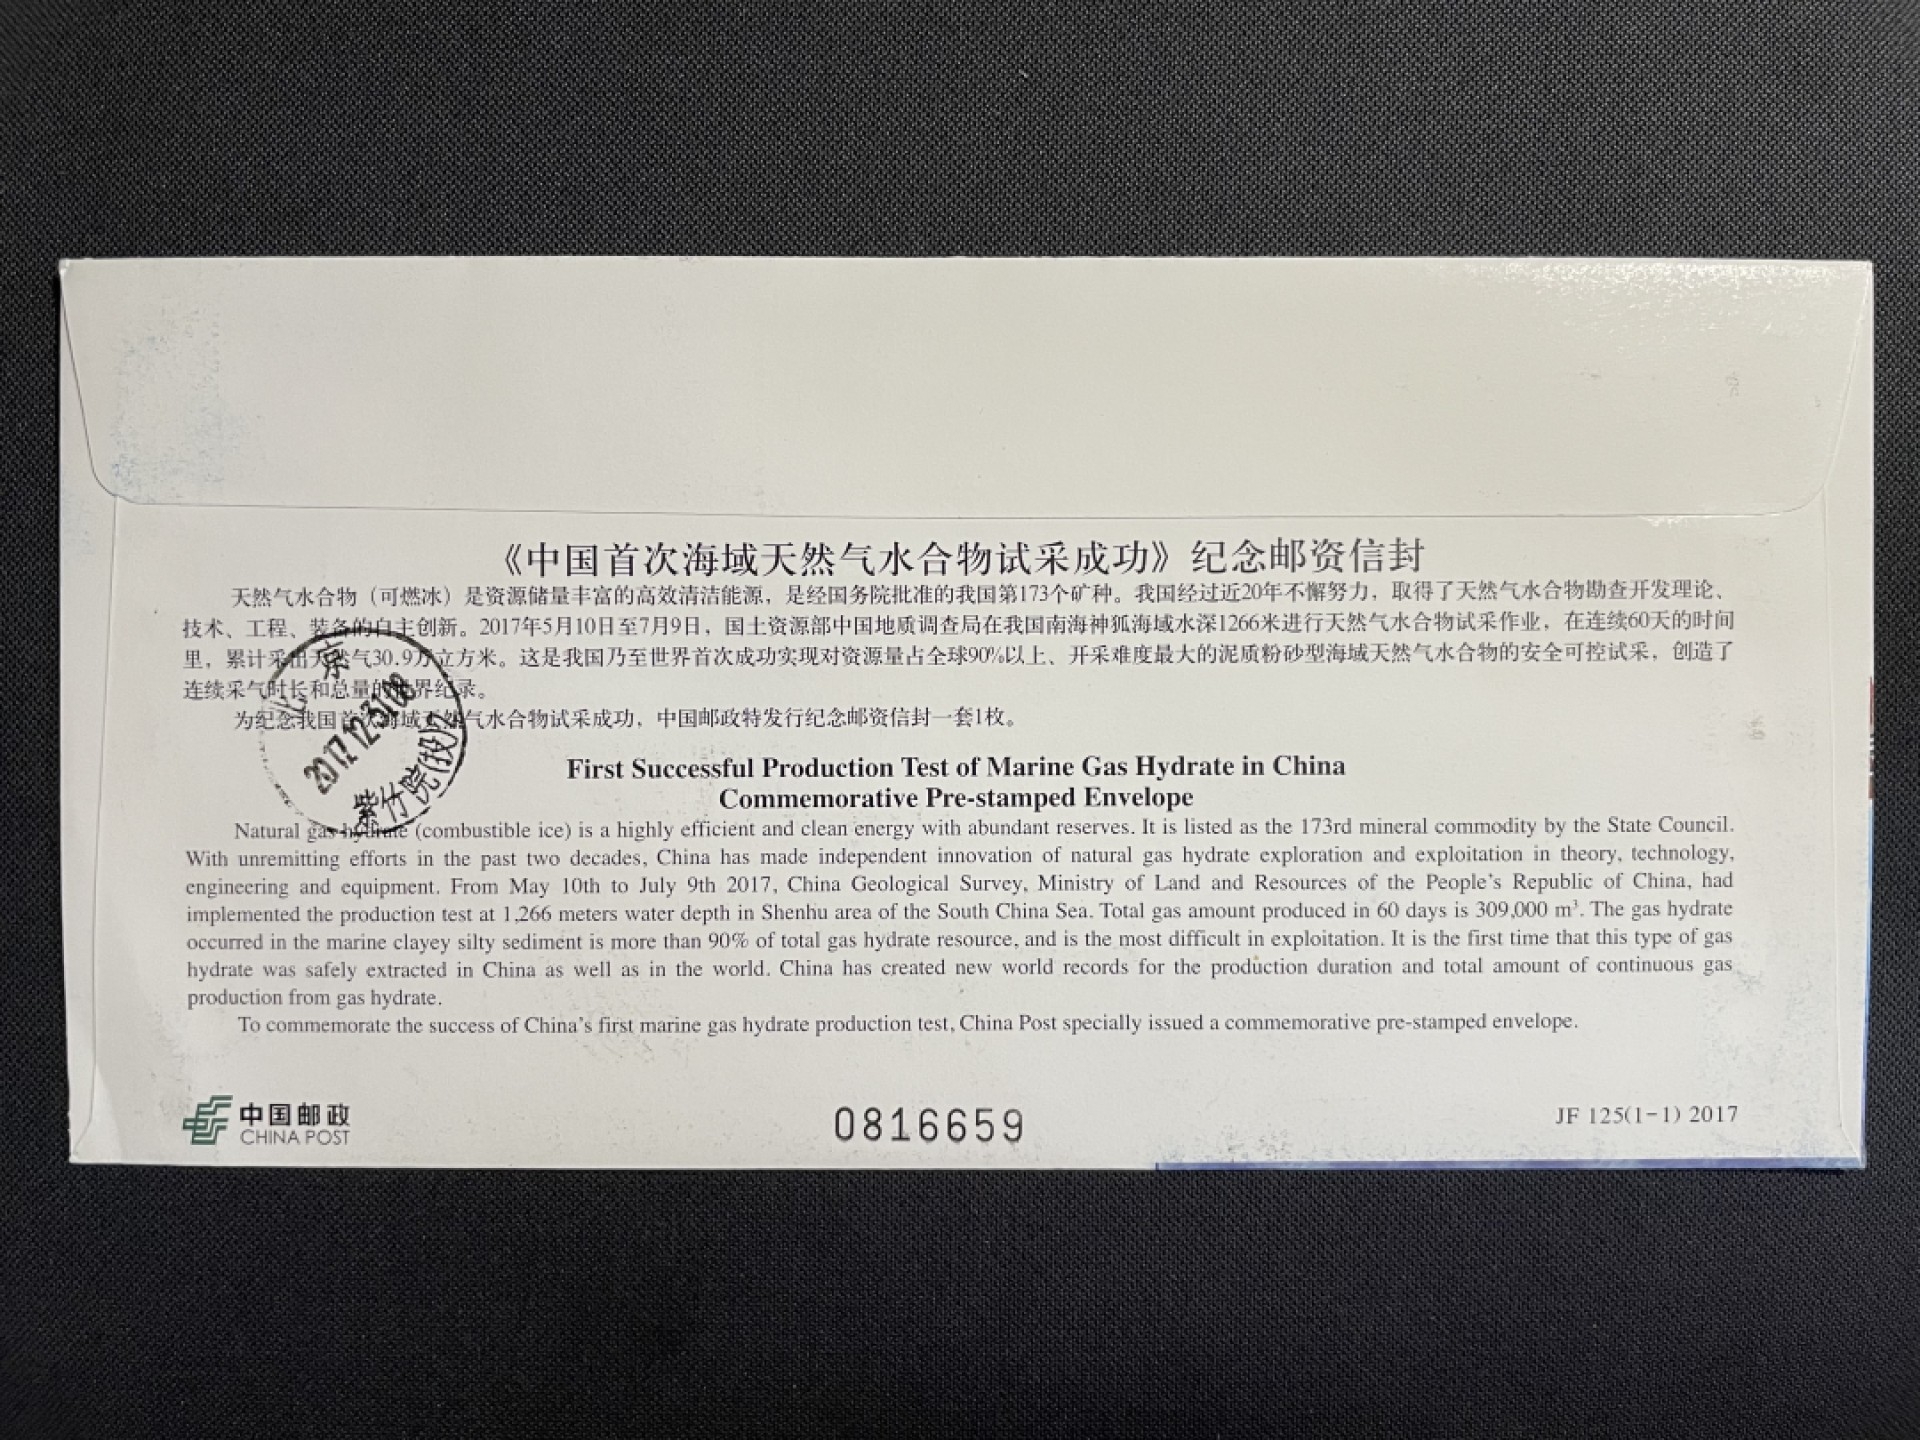 《中国首次海域天然气水合物试采成功》纪念邮资信封
天然气水合物（可燃冰）是资源储量丰富的高效清洁能源，是经国务院批准的我国第173个矿种。我国经过近20年不懈努力，取得了天然气水合物勘查开发理论、
技术、工程、装备的自主创新。2017年5月10日至7月9日，国土资源部中国地质调查局在我国南海神狐海域水深1266米进行天然气水合物试采作业，在连续60天的时间
里，累计采出天然气30.9万立方米。这是我国乃至世界首次成功实现对资源量占全球90%以上、开采难度最大的泥质粉砂型海域天然气水合物的安全可控试采，创造了
连续采气时长和总量的世界纪录。
为纪念我国首次海域天然气水合物试采成功，中国邮政特发行纪念邮资信封一套1枚。
北京
2017.12.31.08
紫竹院(投)
First Successful Production Test of Marine Gas Hydrate in China
Commemorative Pre-stamped Envelope
Natural gas hydrate (combustible ice) is a highly efficient and clean energy with abundant reserves. It is listed as the 173rd mineral commodity by the State Council.
With unremitting efforts in the past two decades, China has made independent innovation of natural gas hydrate exploration and exploitation in theory, technology,
engineering and equipment. From May 10th to July 9th 2017, China Geological Survey, Ministry of Land and Resources of the People's Republic of China, had
implemented the production test at 1,266 meters water depth in Shenhu area of the South China Sea. Total gas amount produced in 60 days is 309,000 m³. The gas hydrate
occurred in the marine clayey silty sediment is more than 90% of total gas hydrate resource, and is the most difficult in exploitation. It is the first time that this type of gas
hydrate was safely extracted in China as well as in the world. China has created new world records for the production duration and total amount of continuous gas
production from gas hydrate.
To commemorate the success of China's first marine gas hydrate production test, China Post specially issued a commemorative pre-stamped envelope.
中国邮政
CHINA POST
0816659
JF 125(1-1) 2017